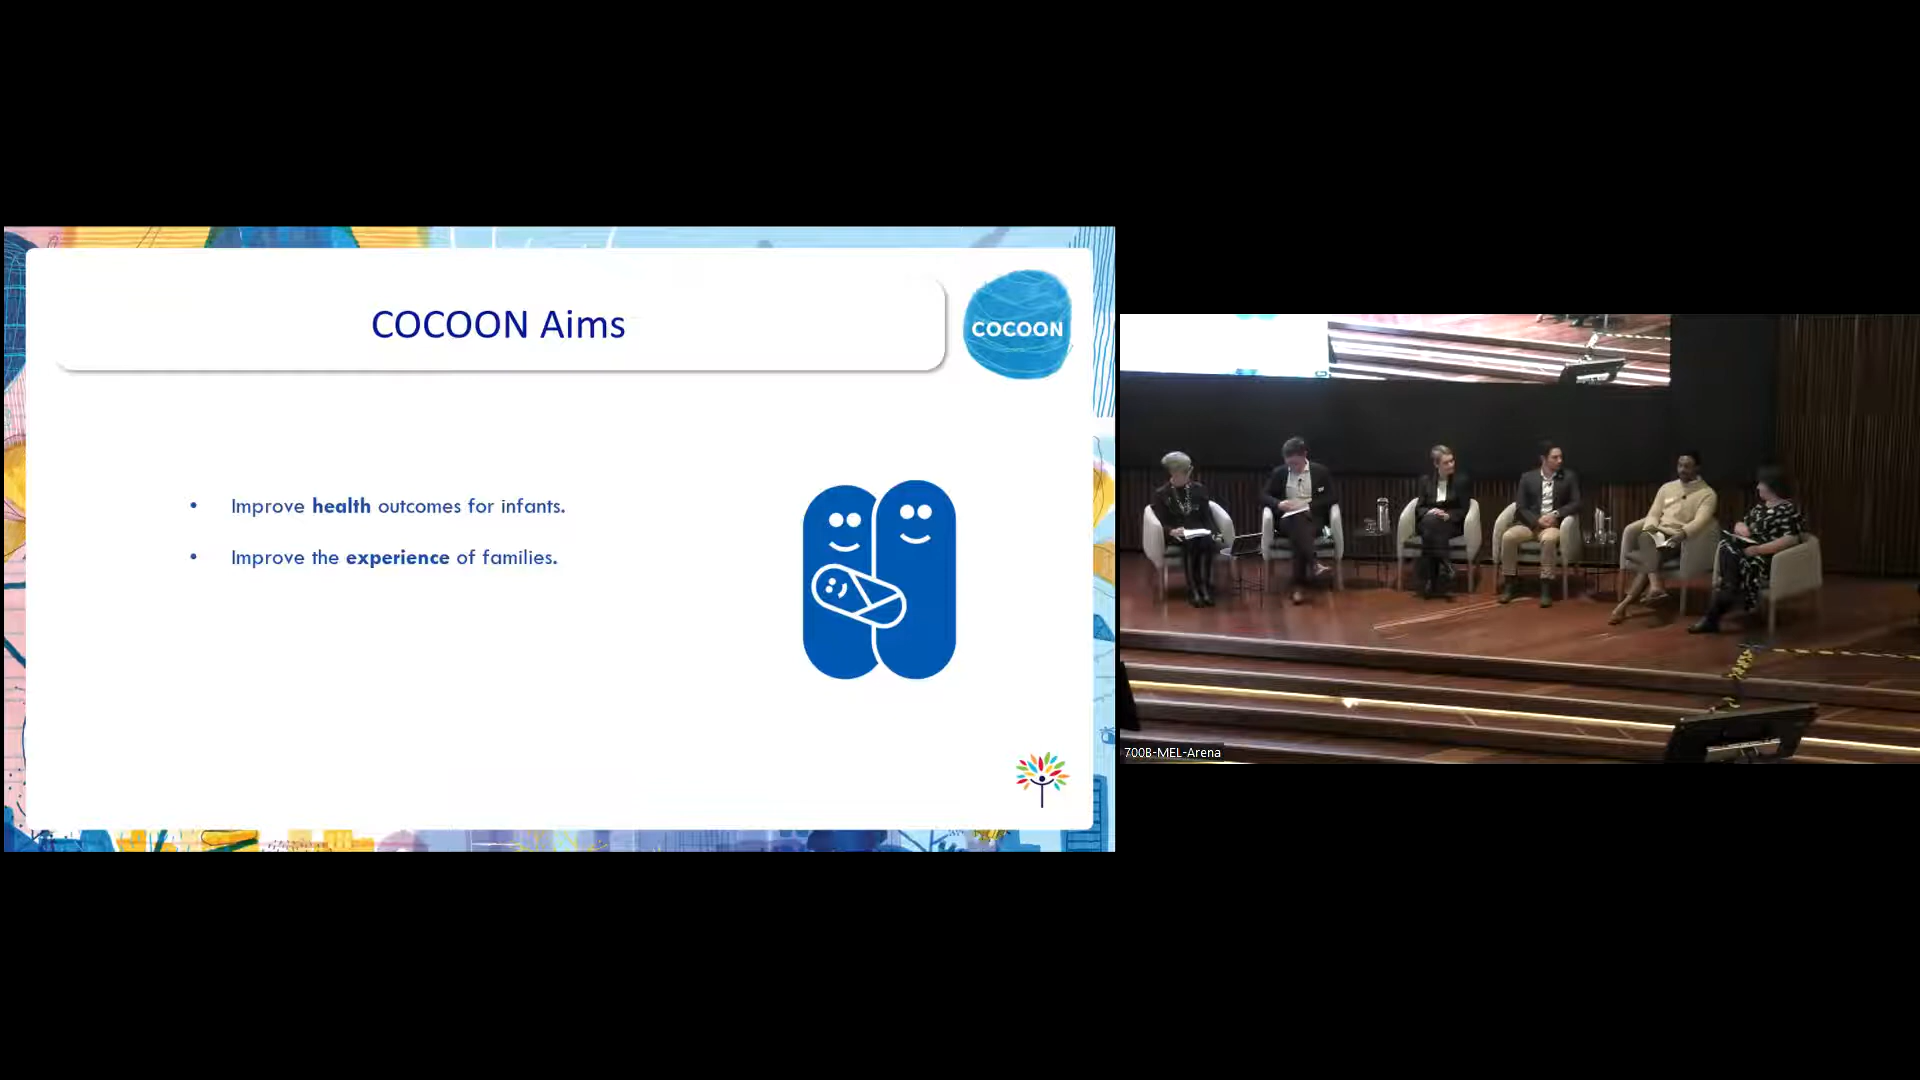 COCOON Aims
COCOON
• Improve health outcomes for infants.
• Improve the experience of families.
700B-MEL-Arena